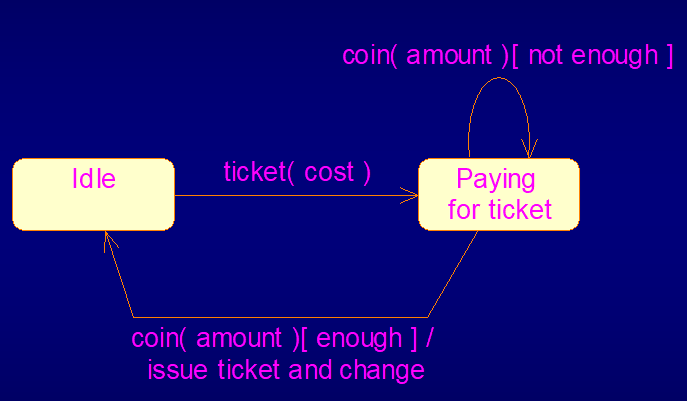 coin( amount )[ not enough ]
Idle
ticket( cost )
Paying
for ticket
coin( amount )[ enough ] /
issue ticket and change